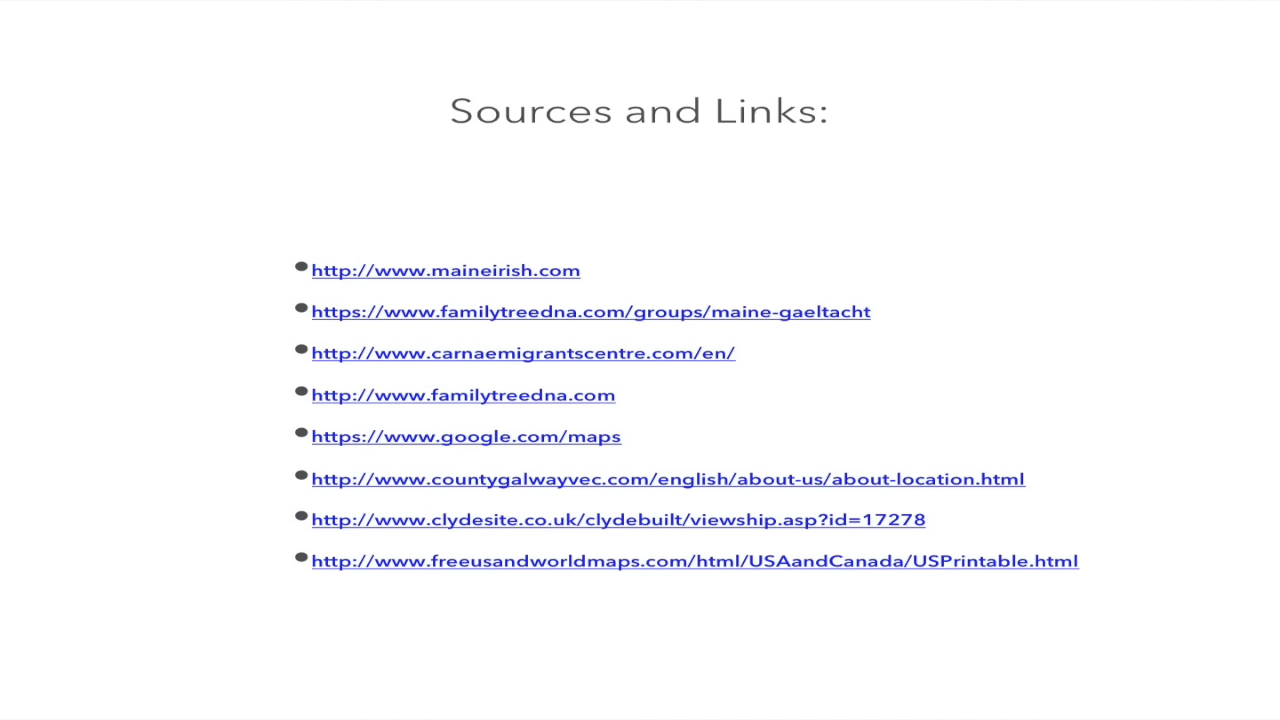 Sources and Links:
•http://www.maineirish.com
•https://www.familytreedna.com/groups/maine-gaeltacht
•http://www.carnaemigrantscentre.com/en/
•http://www.familytreedna.com
•https://www.google.com/maps
•http://www.countygalwayvec.com/english/about-us/about-location.html
•http://www.clydesite.co.uk/clydebuilt/viewship.asp?id=17278
•http://www.freeusandworldmaps.com/html/USAandCanada/USPrintable.html